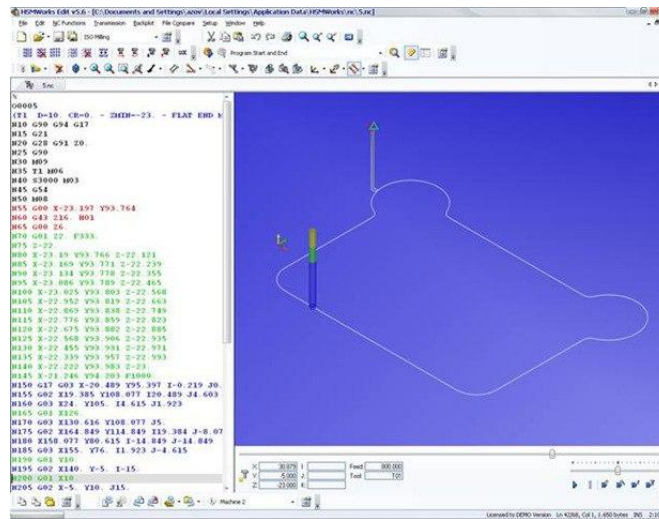 HSMWorks Edit v5.6 - [C:\Documents and Settings\azov\Local Settings\Application Data\HSMWorks\nc\5.nc]
File Edit NC Functions Transmission Backplot File Compare Setup Window Help
ISO Milling
Program Start and End
5.nc
%
O0005
(T1 D=10. CR=0. - ZMIN=-23. - FLAT END M
N10 G90 G94 G17
N15 G21
N20 G28 G91 Z0.
N25 G90
N30 M09
N35 T1 M06
N40 S3000 M03
N45 G54
N50 M08
N55 G00 X-23.197 Y93.764
N60 G43 Z16. H01
N65 G00 Z6.
N70 G01 Z2. F333.
N75 Z-22.
N80 X-23.19 Y93.766 Z-22.121
N85 X-23.169 Y93.771 Z-22.239
N90 X-23.134 Y93.778 Z-22.355
N95 X-23.086 Y93.789 Z-22.465
N100 X-23.025 Y93.803 Z-22.568
N105 X-22.952 Y93.819 Z-22.663
N110 X-22.869 Y93.838 Z-22.749
N115 X-22.776 Y93.859 Z-22.823
N120 X-22.675 Y93.882 Z-22.885
N125 X-22.568 Y93.906 Z-22.935
N130 X-22.455 Y93.931 Z-22.971
N135 X-22.339 Y93.957 Z-22.993
N140 X-22.222 Y93.983 Z-23.
N145 X-21.246 Y94.203 F1000.
N150 G17 G03 X-20.489 Y95.397 I-0.219 J0.
N155 G02 X19.385 Y108.077 I20.489 J4.603
N160 G03 X24. Y105. I4.615 J1.923
N165 G01 X126.
N170 G03 X130.616 Y108.077 J5.
N175 G02 X164.849 Y114.849 I19.384 J-8.07
N180 X158.077 Y80.615 I-14.849 J-14.849
N185 G03 X155. Y76. I1.923 J-4.615
N190 G01 Y10.
N195 G02 X140. Y-5. I-15.
N200 G01 X10.
N205 G02 X-5. Y10. J15.
X: 30.879 I: Feed 800.000
Y: -5.000 J: Tool T01
Z: -23.000 K:
Machine 2
Licensed to DEMO Version Ln 42/68, Col 1, 1.650 bytes INS